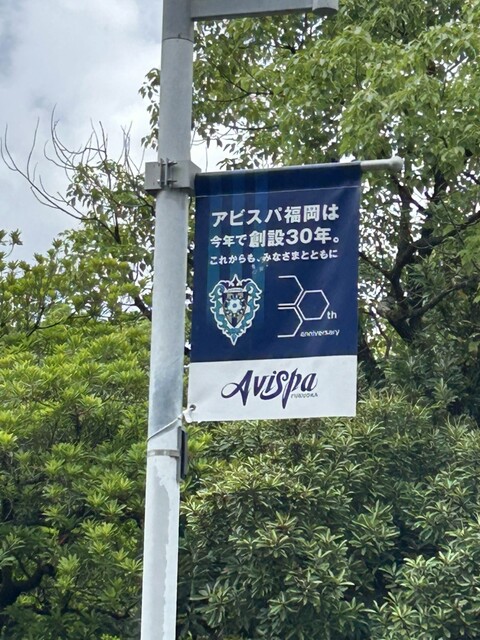 アビスパ福岡は
今年で創設30年。
これからも、みなさまとともに
30th
anniversary
Avispa
FUKUOKA